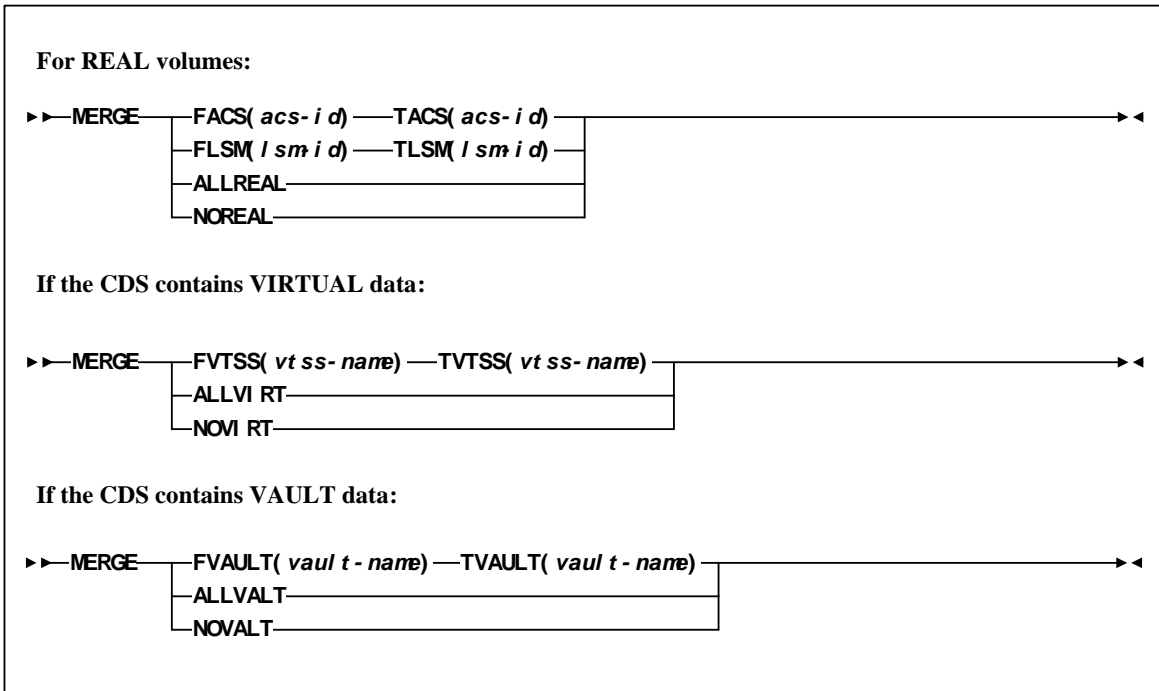 For REAL volumes:
MERGE FACS(acs-id) TACS(acs-id)
FLSM(lsm-id) TLSM(lsm-id)
ALLREAL
NOREAL
If the CDS contains VIRTUAL data:
MERGE FVTSS(vtss-name) TVTSS(vtss-name)
ALLVIRT
NOVIRT
If the CDS contains VAULT data:
MERGE FVAULT(vault-name) TVAULT(vault-name)
ALLVALT
NOVALT